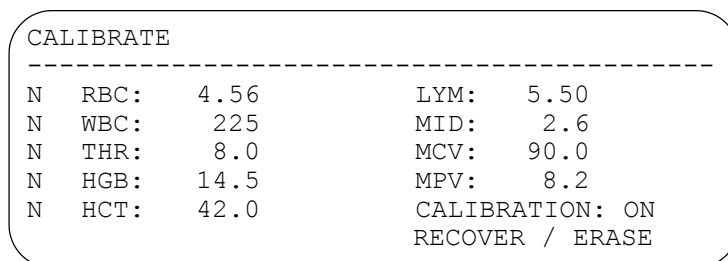 CALIBRATE
--------------------------------------------
N RBC: 4.56 LYM: 5.50
N WBC: 225 MID: 2.6
N THR: 8.0 MCV: 90.0
N HGB: 14.5 MPV: 8.2
N HCT: 42.0 CALIBRATION: ON
RECOVER / ERASE